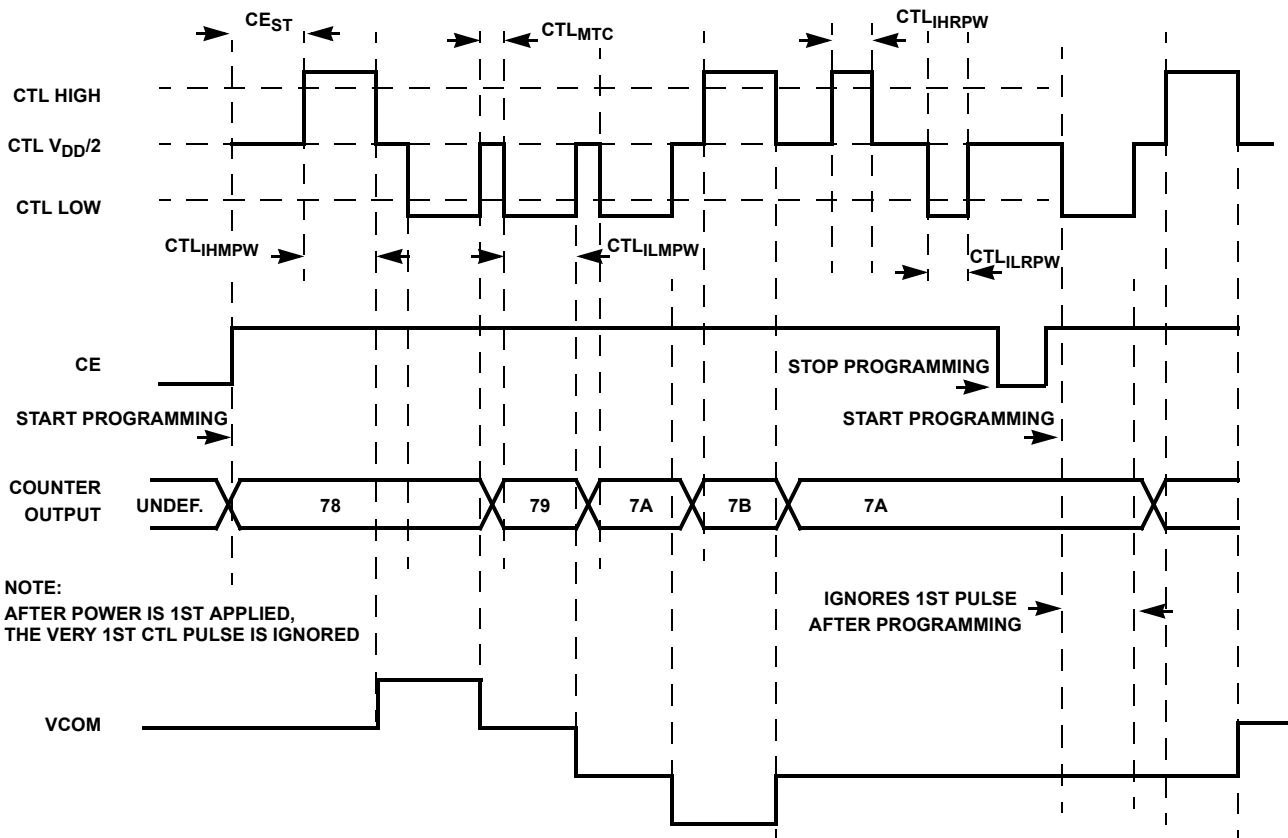 CE_ST
CTL_MTC
CTL_IHRPW
CTL HIGH
CTL V_DD/2
CTL LOW
CTL_IHMPW
CTL_ILMPW
CTL_ILRPW
CE
STOP PROGRAMMING
START PROGRAMMING
START PROGRAMMING
COUNTER
OUTPUT
UNDEF.
78
79
7A
7B
7A
NOTE:
AFTER POWER IS 1ST APPLIED,
THE VERY 1ST CTL PULSE IS IGNORED
IGNORES 1ST PULSE
AFTER PROGRAMMING
VCOM